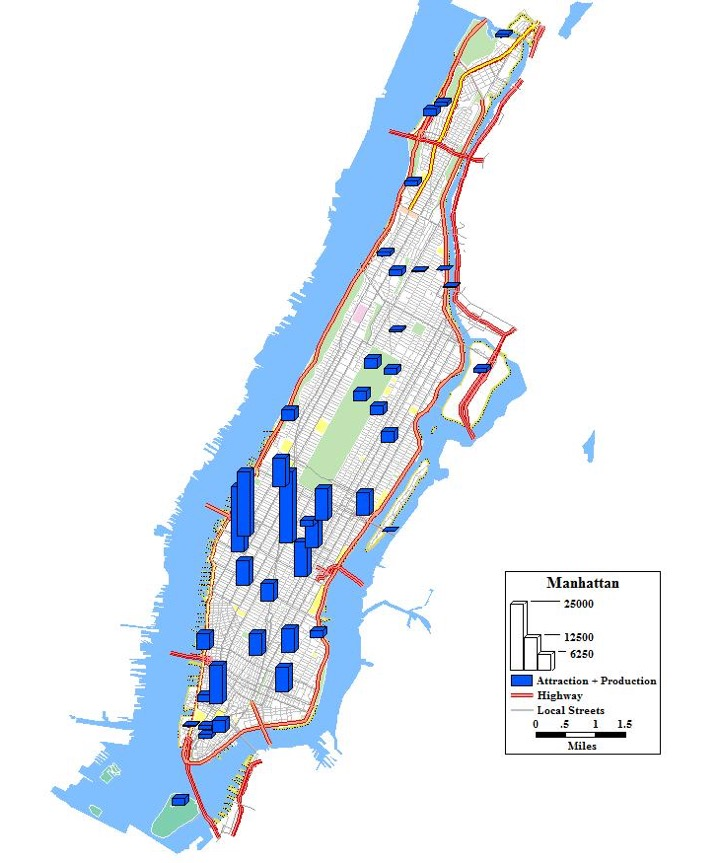 Manhattan
25000
12500
6250
Attraction + Production
Highway
Local Streets
0 .5 1 1.5
Miles